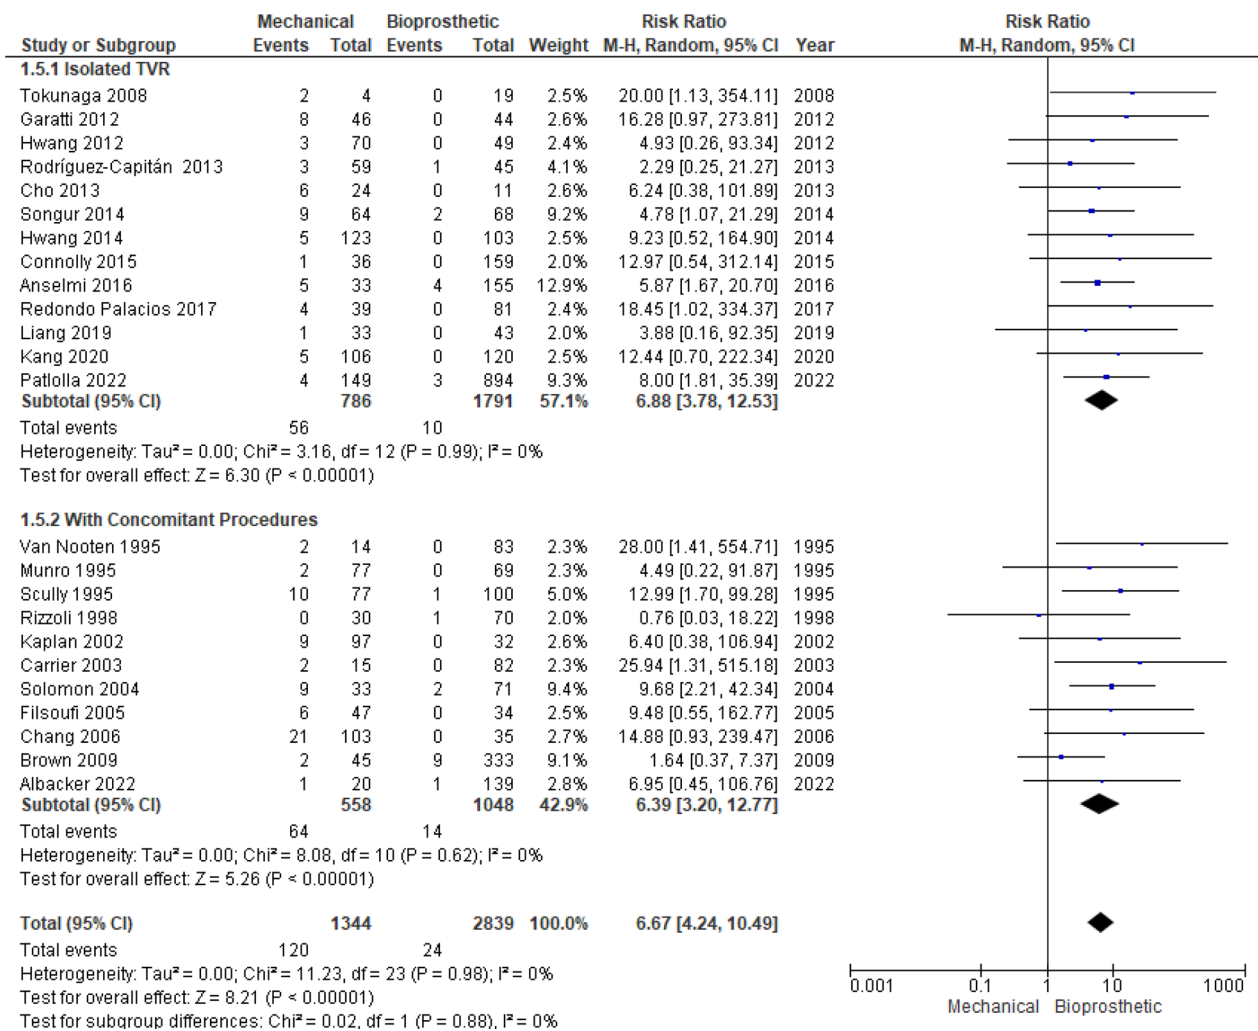 Mechanical Bioprosthetic Risk Ratio Risk Ratio
Study or Subgroup Events Total Events Total Weight M-H, Random, 95% CI Year M-H, Random, 95% CI
1.5.1 Isolated TVR
Tokunaga 2008 2 4 0 19 2.5% 20.00 [1.13, 354.11] 2008
Garatti 2012 8 46 0 44 2.6% 16.28 [0.97, 273.81] 2012
Hwang 2012 3 70 0 49 2.4% 4.93 [0.26, 93.34] 2012
Rodríguez-Capitán 2013 3 59 1 45 4.1% 2.29 [0.25, 21.27] 2013
Cho 2013 6 24 0 11 2.6% 6.24 [0.38, 101.89] 2013
Songur 2014 9 64 2 68 9.2% 4.78 [1.07, 21.29] 2014
Hwang 2014 5 123 0 103 2.5% 9.23 [0.52, 164.90] 2014
Connolly 2015 1 36 0 159 2.0% 12.97 [0.54, 312.14] 2015
Anselmi 2016 5 33 4 155 12.9% 5.87 [1.67, 20.70] 2016
Redondo Palacios 2017 4 39 0 81 2.4% 18.45 [1.02, 334.37] 2017
Liang 2019 1 33 0 43 2.0% 3.88 [0.16, 92.35] 2019
Kang 2020 5 106 0 120 2.5% 12.44 [0.70, 222.34] 2020
Patlolla 2022 4 149 3 894 9.3% 8.00 [1.81, 35.39] 2022
Subtotal (95% CI) 786 1791 57.1% 6.88 [3.78, 12.53]
Total events 56 10
Heterogeneity: Tau² = 0.00; Chi² = 3.16, df = 12 (P = 0.99); I² = 0%
Test for overall effect: Z = 6.30 (P < 0.00001)
1.5.2 With Concomitant Procedures
Van Nooten 1995 2 14 0 83 2.3% 28.00 [1.41, 554.71] 1995
Munro 1995 2 77 0 69 2.3% 4.49 [0.22, 91.87] 1995
Scully 1995 10 77 1 100 5.0% 12.99 [1.70, 99.28] 1995
Rizzoli 1998 0 30 1 70 2.0% 0.76 [0.03, 18.22] 1998
Kaplan 2002 9 97 0 32 2.6% 6.40 [0.38, 106.94] 2002
Carrier 2003 2 15 0 82 2.3% 25.94 [1.31, 515.18] 2003
Solomon 2004 9 33 2 71 9.4% 9.68 [2.21, 42.34] 2004
Filsoufi 2005 6 47 0 34 2.5% 9.48 [0.55, 162.77] 2005
Chang 2006 21 103 0 35 2.7% 14.88 [0.93, 239.47] 2006
Brown 2009 2 45 9 333 9.1% 1.64 [0.37, 7.37] 2009
Albacker 2022 1 20 1 139 2.8% 6.95 [0.45, 106.76] 2022
Subtotal (95% CI) 558 1048 42.9% 6.39 [3.20, 12.77]
Total events 64 14
Heterogeneity: Tau² = 0.00; Chi² = 8.08, df = 10 (P = 0.62); I² = 0%
Test for overall effect: Z = 5.26 (P < 0.00001)
Total (95% CI) 1344 2839 100.0% 6.67 [4.24, 10.49]
Total events 120 24
Heterogeneity: Tau² = 0.00; Chi² = 11.23, df = 23 (P = 0.98); I² = 0%
Test for overall effect: Z = 8.21 (P < 0.00001)
Test for subgroup differences: Chi² = 0.02, df = 1 (P = 0.88), I² = 0%
0.001 0.1 1 10 1000
Mechanical Bioprosthetic